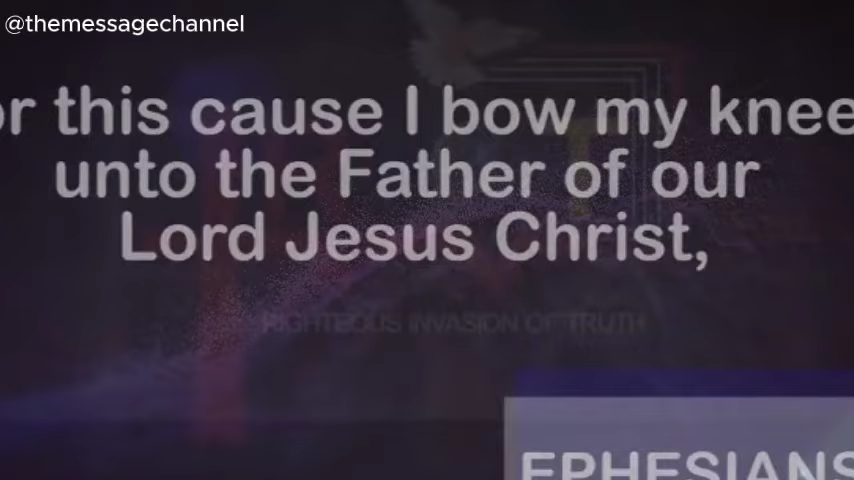 @themessagechannel
or this cause I bow my knee
unto the Father of our
Lord Jesus Christ,
RIGHTEOUS INVASION OF TRUTH
EPHESIANS